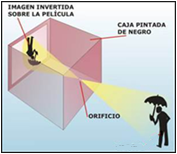 IMAGEN INVERTIDA
SOBRE LA PELÍCULA
CAJA PINTADA
DE NEGRO
ORIFICIO